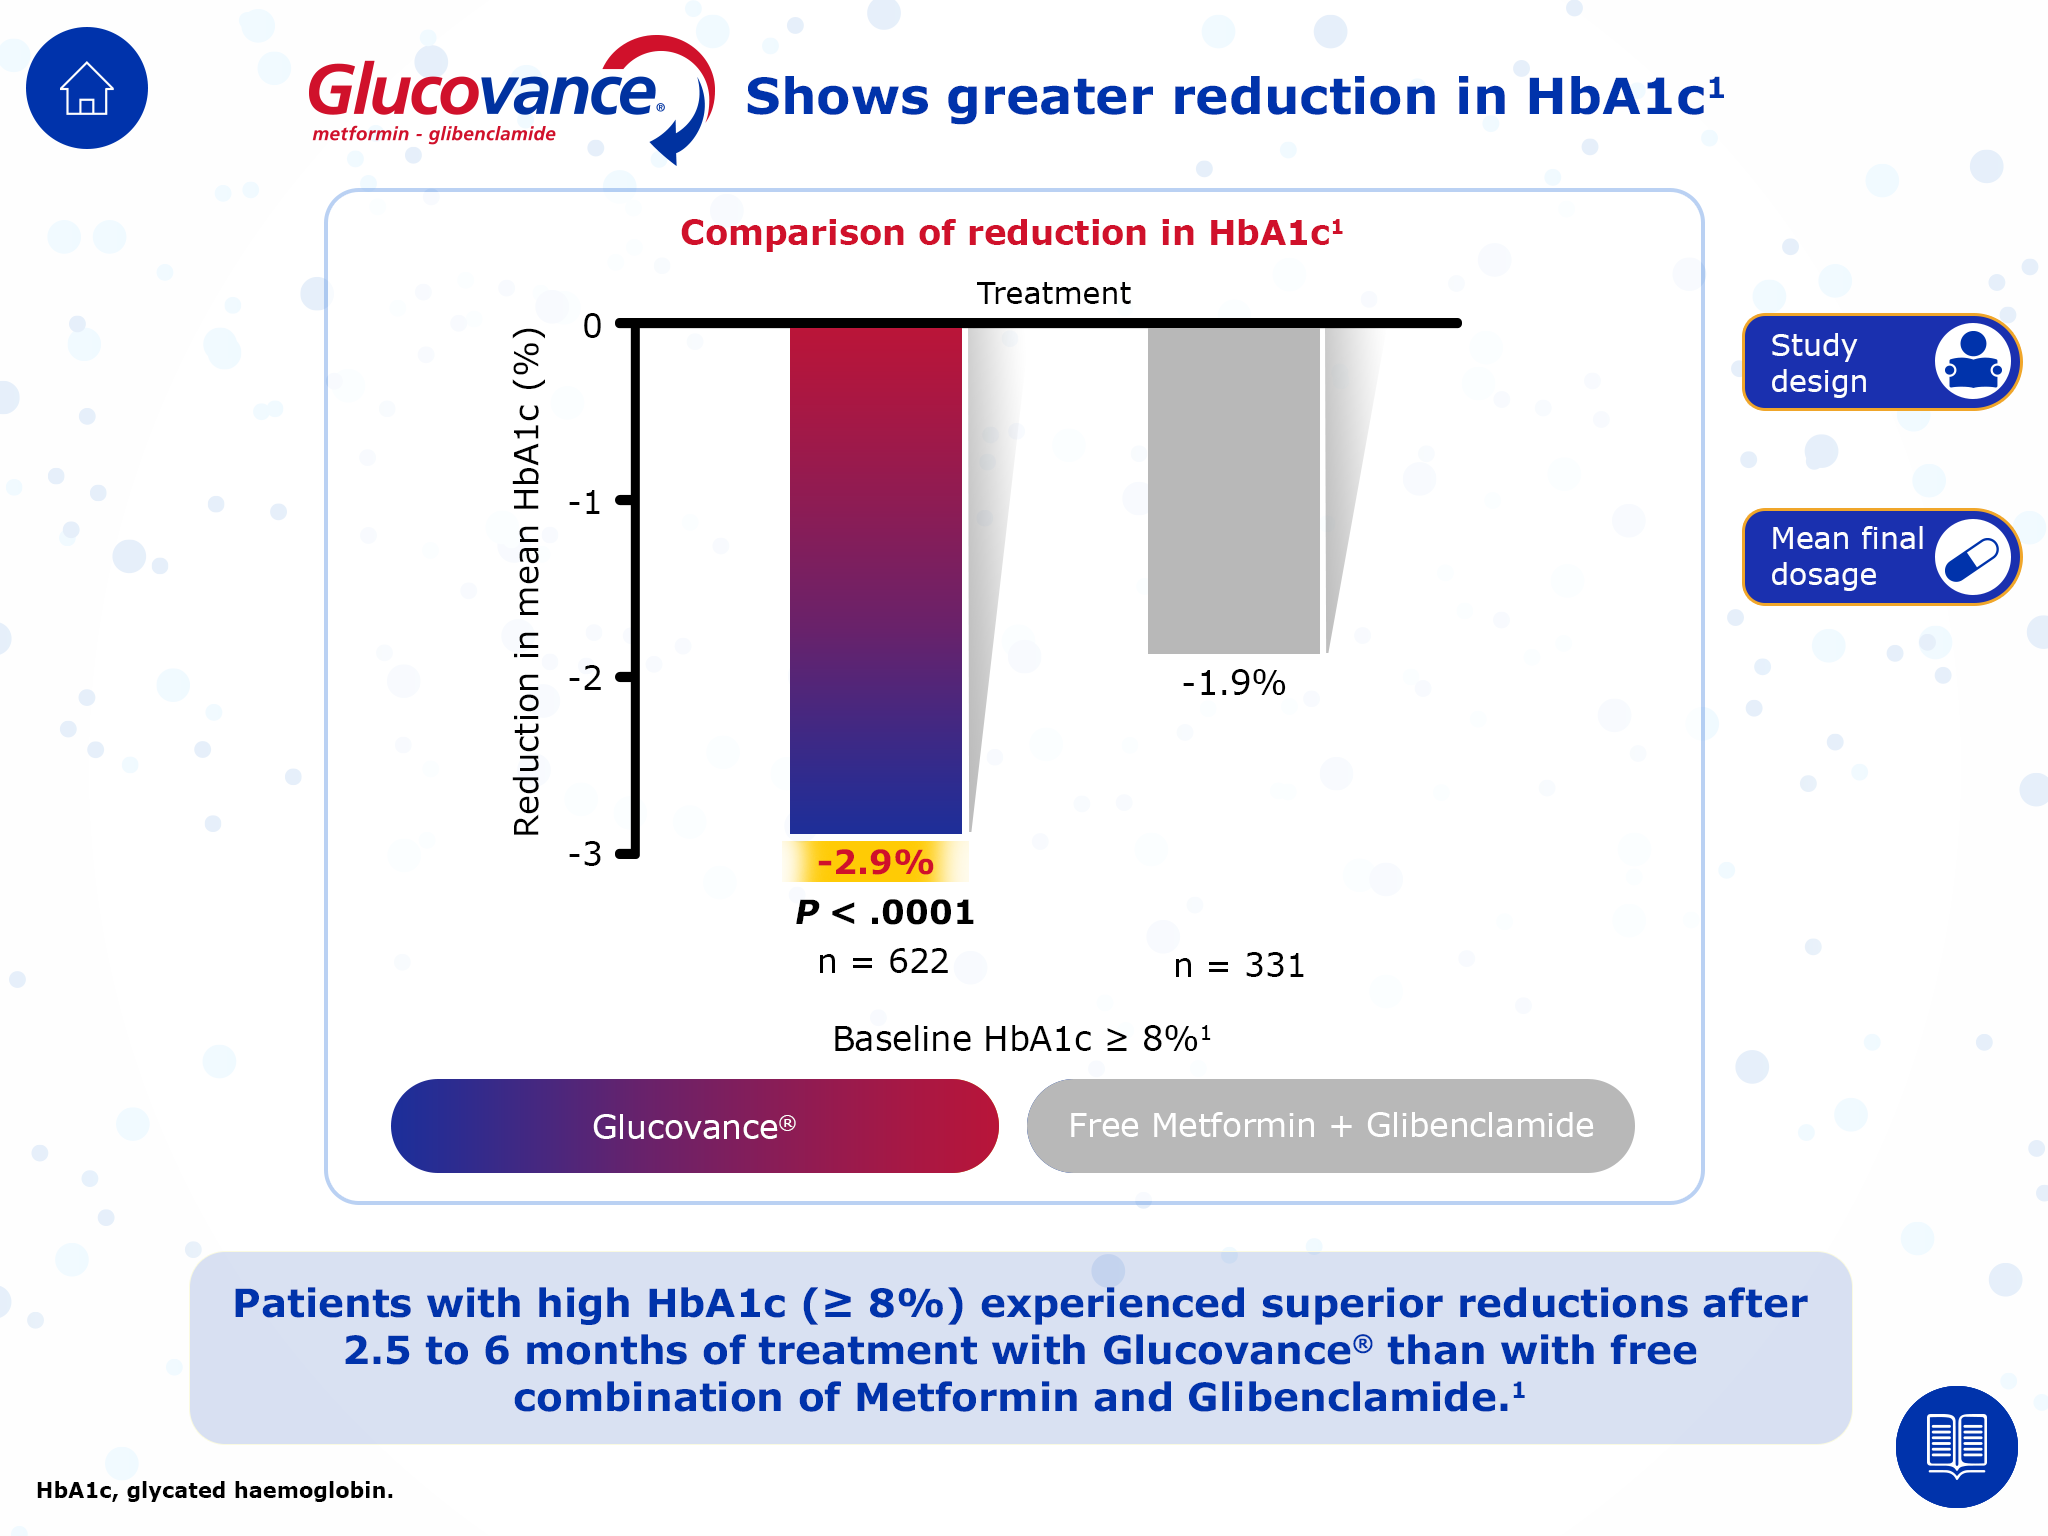 Glucovance®
metformin - glibenclamide
Shows greater reduction in HbA1c¹
Comparison of reduction in HbA1c¹
Treatment
Reduction in mean HbA1c (%)
0
-1
-2
-3
-2.9%
P < .0001
n = 622
-1.9%
n = 331
Baseline HbA1c ≥ 8%¹
Glucovance®
Free Metformin + Glibenclamide
Study
design
Mean final
dosage
Patients with high HbA1c (≥ 8%) experienced superior reductions after
2.5 to 6 months of treatment with Glucovance® than with free
combination of Metformin and Glibenclamide.¹
HbA1c, glycated haemoglobin.